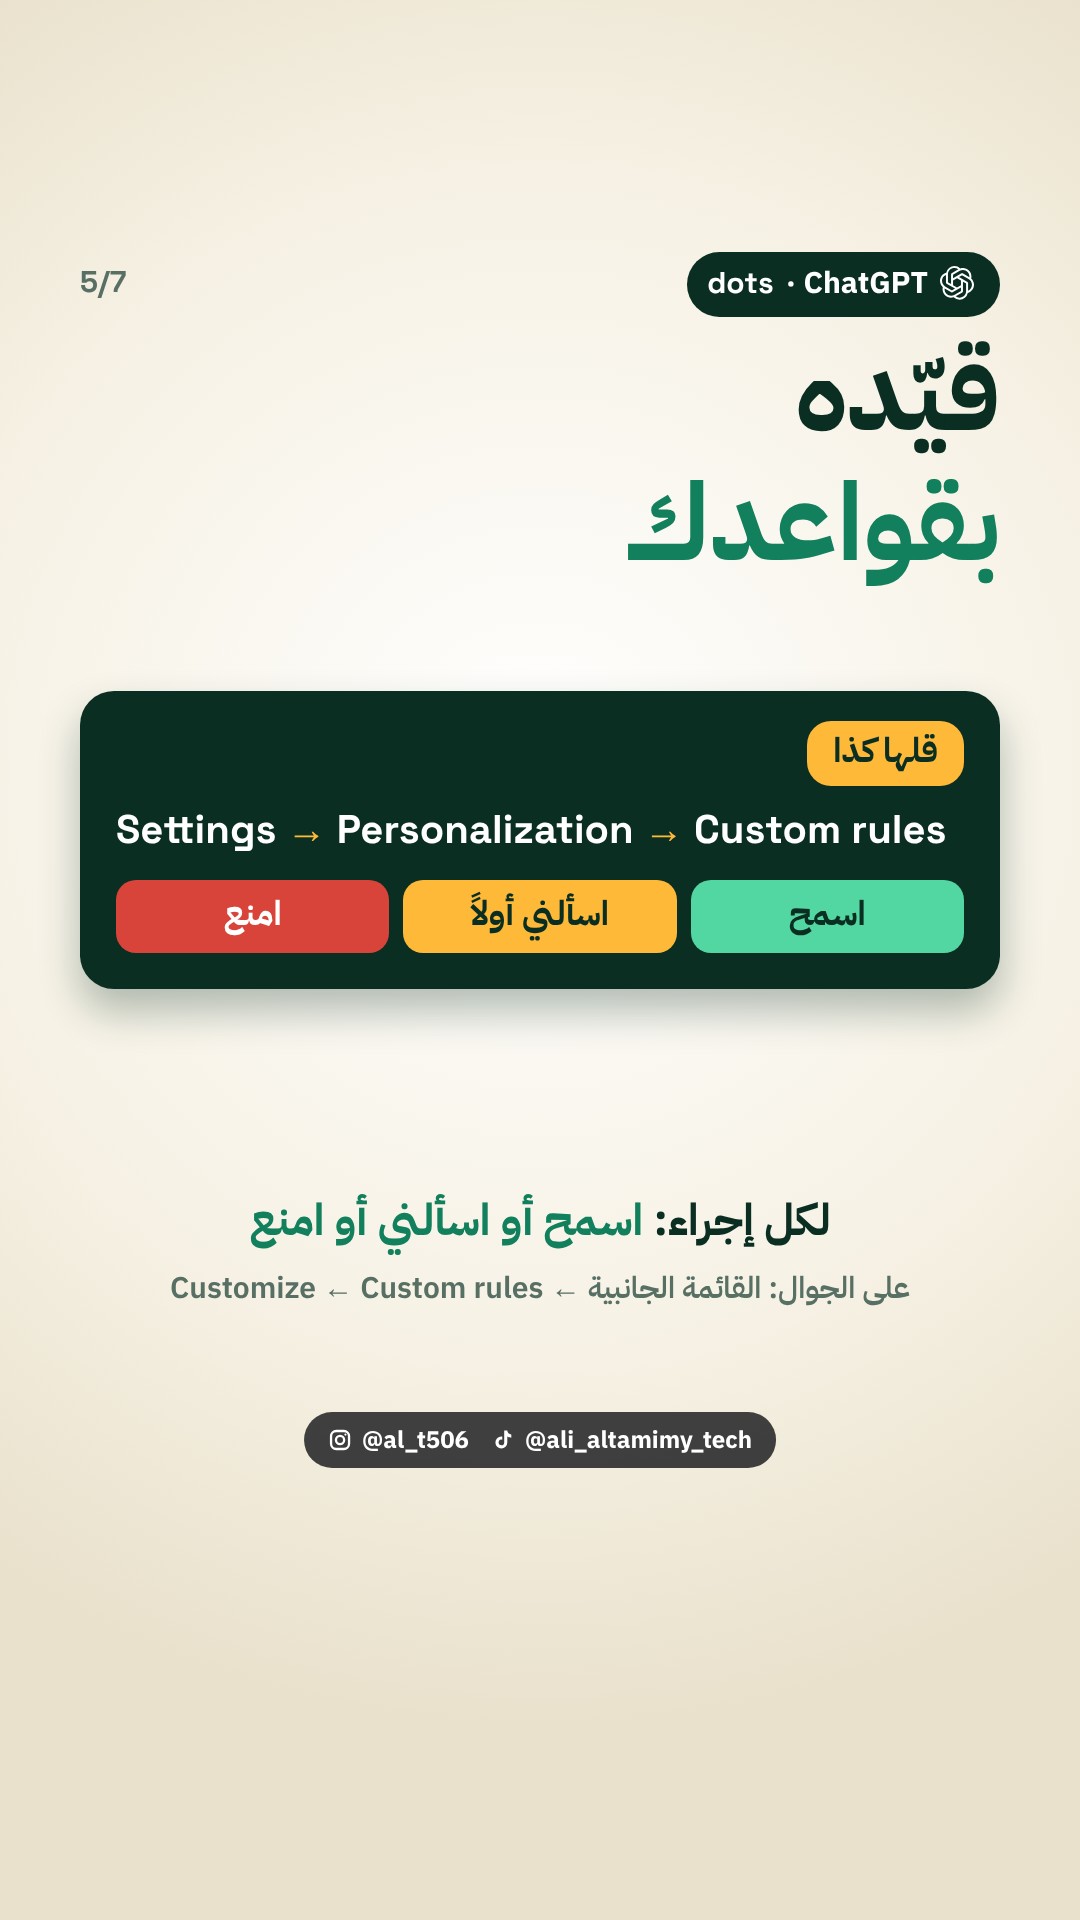 5/7
dots · ChatGPT
قيّده
بقواعدك
قلها كذا
Settings → Personalization → Custom rules
اسمح
اسألني أولاً
امنع
لكل إجراء: اسمح أو اسألني أو امنع
على الجوال: القائمة الجانبية ← Custom rules ← Customize
@al_t506 @ali_altamimy_tech